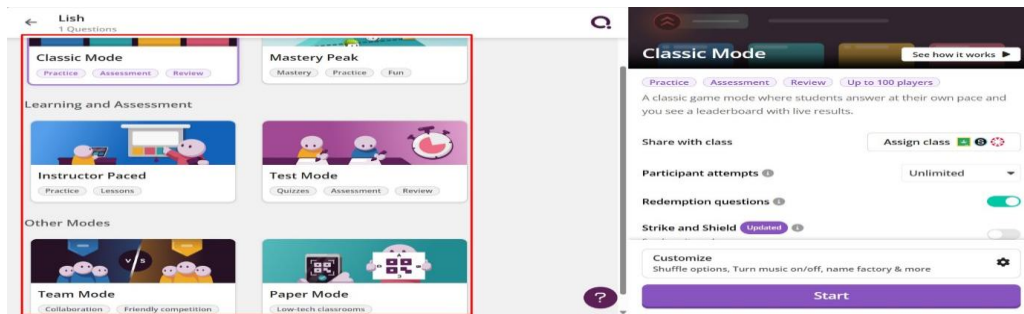 Lish
1 Questions
Classic Mode
Practice Assessment Review
Mastery Peak
Mastery Practice Fun
Learning and Assessment
Instructor Paced
Practice Lessons
Test Mode
Quizzes Assessment Review
Other Modes
V/S
Team Mode
Collaboration Friendly competition
Paper Mode
Low-tech classrooms
?
Classic Mode
See how it works
Practice Assessment Review Up to 100 players
A classic game mode where students answer at their own pace and
you see a leaderboard with live results.
Share with class
Assign class
Participant attempts
Unlimited
Redemption questions
Strike and Shield Updated
Customize
Shuffle options, Turn music on/off, name factory & more
Start